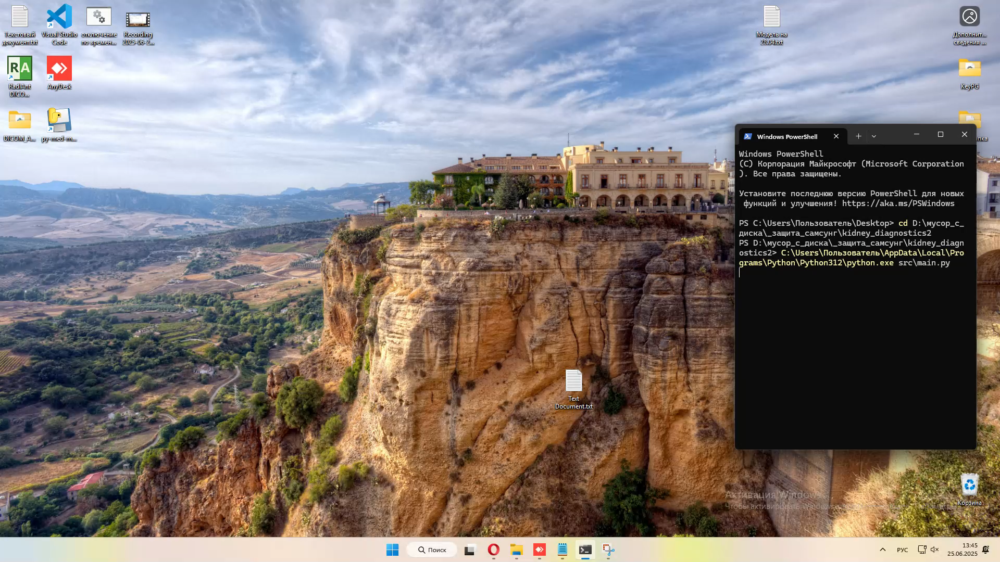 Текстовый
документ.txt
Visual Studio
Code
отключение
по времен...
Recording
2025-06-2...
Модель на
28.04.txt
Дополнит...
сведения ...
RA
RadiAnt
DICO...
AnyDesk
KeyPG
DICOM_A...
py-med-m...
Windows PowerShell
Windows PowerShell
(C) Корпорация Майкрософт (Microsoft Corporation
). Все права защищены.
Установите последнюю версию PowerShell для новых
функций и улучшения! https://aka.ms/PSWindows
PS C:\Users\Пользователь\Desktop> cd D:\мусор_с_
диска\_защита_самсунг\kidney_diagnostics2
PS D:\мусор_с_диска\_защита_самсунг\kidney_diagn
ostics2> C:\Users\Пользователь\AppData\Local\Pro
grams\Python\Python312\python.exe src\main.py
Text
Document.txt
Активация Windows
Чтобы активировать Windows
Корзина
Поиск
РУС
13:45
25.06.2025